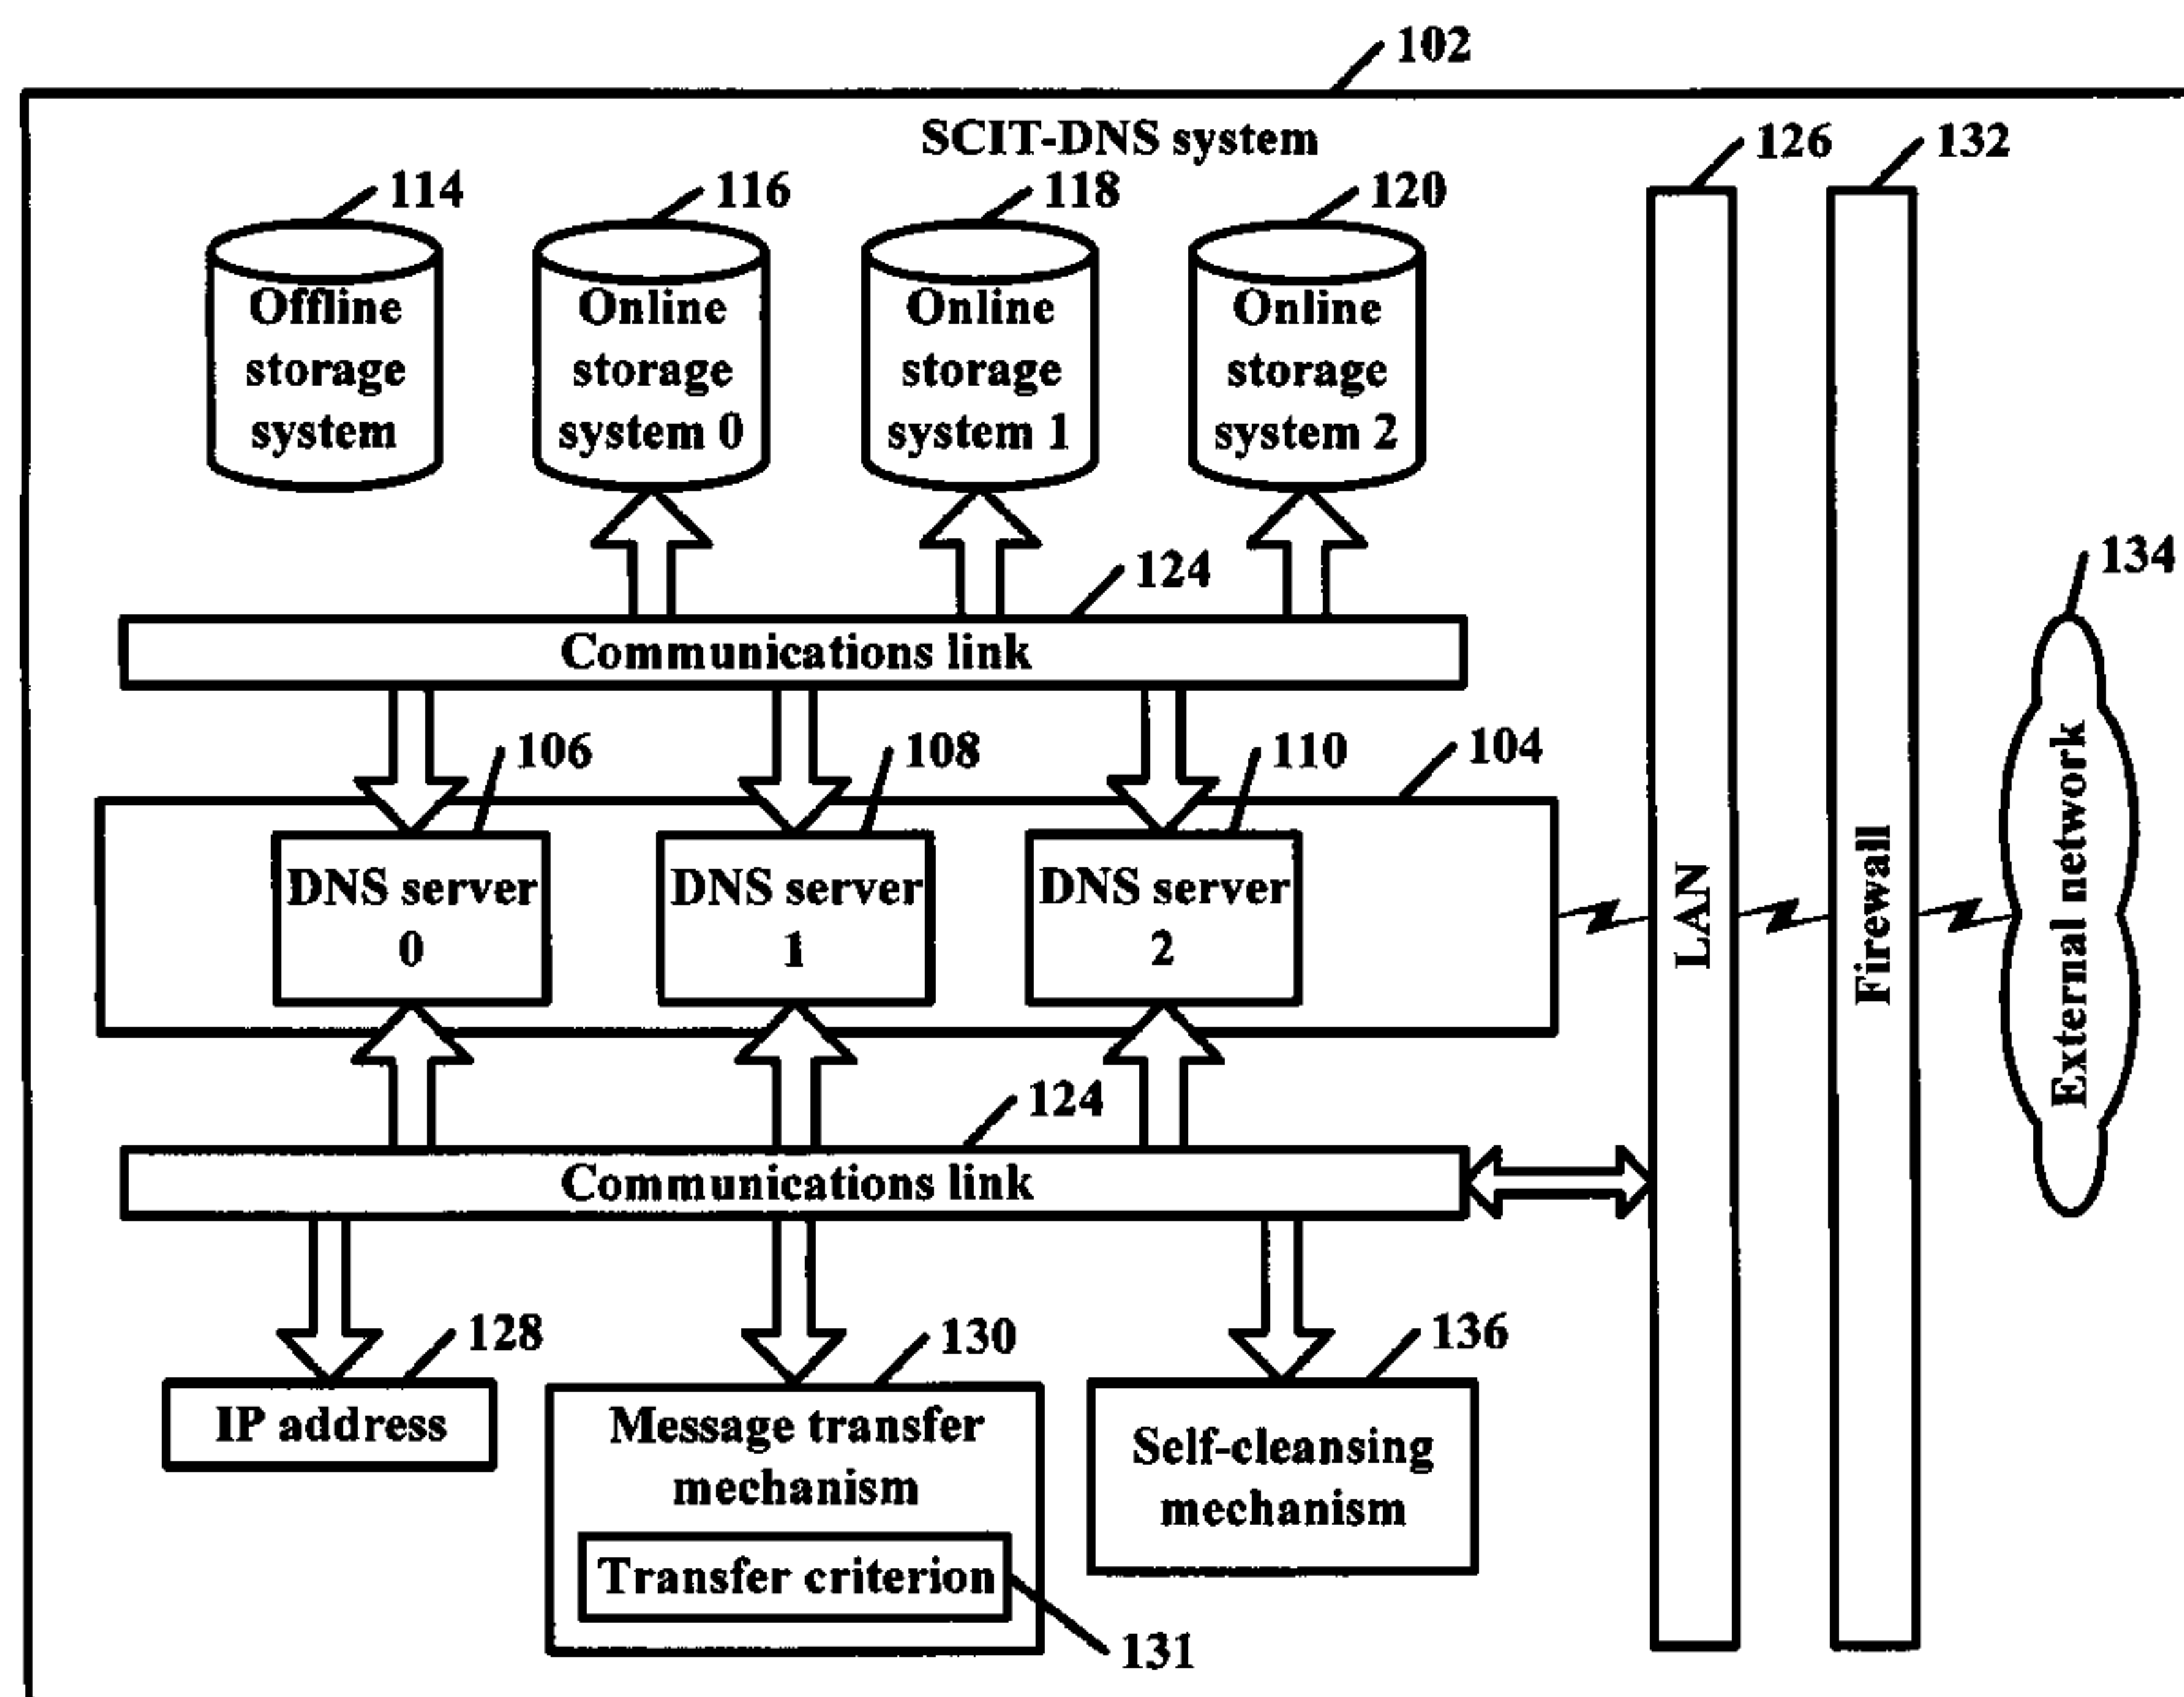 102
SCIT-DNS system
126
132
114
116
118
120
Offline
storage
system
Online
storage
system 0
Online
storage
system 1
Online
storage
system 2
124
134
Communications link
106
108
110
104
DNS server
0
DNS server
1
DNS server
2
LAN
Firewall
External network
124
Communications link
128
130
136
IP address
Message transfer
mechanism
Transfer criterion
131
Self-cleansing
mechanism